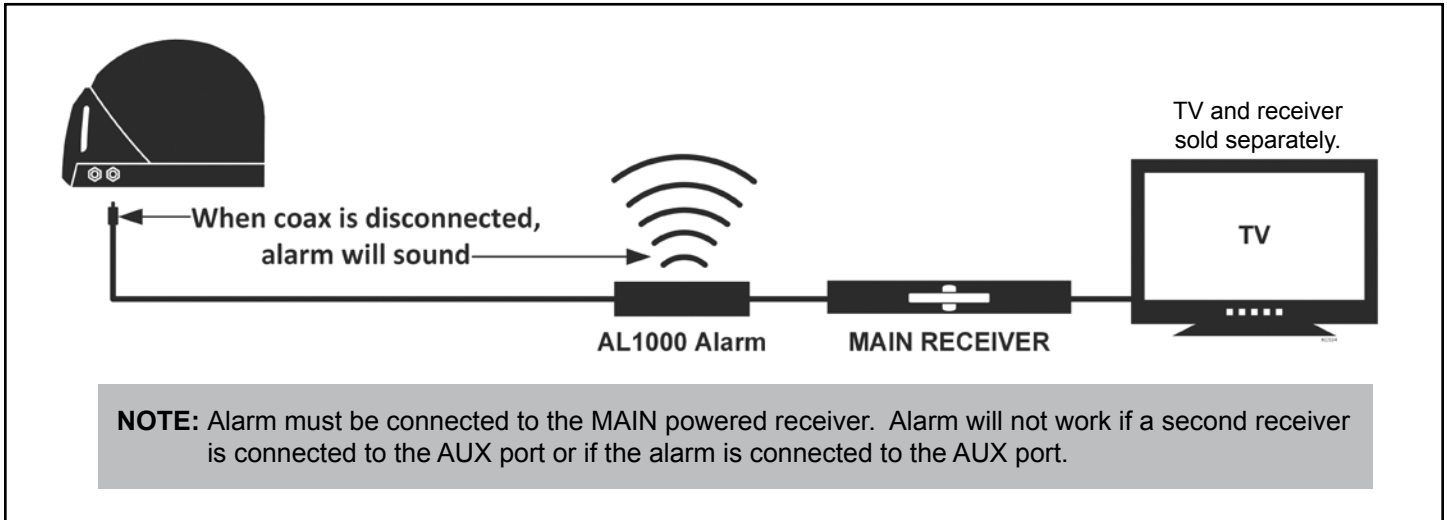 TV and receiver
sold separately.
When coax is disconnected,
alarm will sound
TV
AL1000 Alarm
MAIN RECEIVER
NOTE: Alarm must be connected to the MAIN powered receiver. Alarm will not work if a second receiver
is connected to the AUX port or if the alarm is connected to the AUX port.